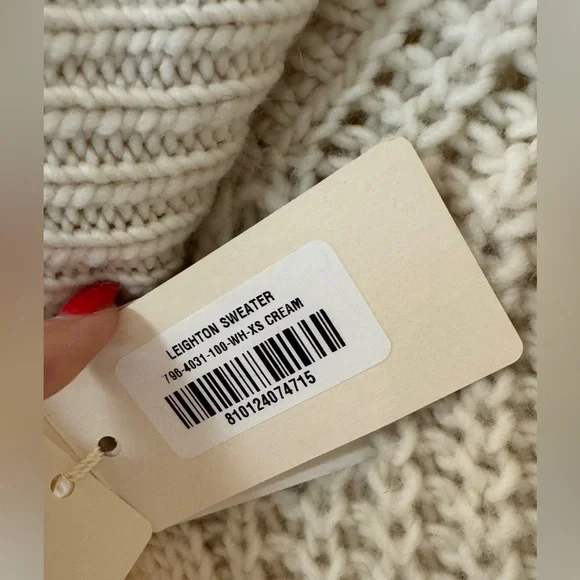 LEIGHTON SWEATER
796-4031-100-WH-XS CREAM
810124074715